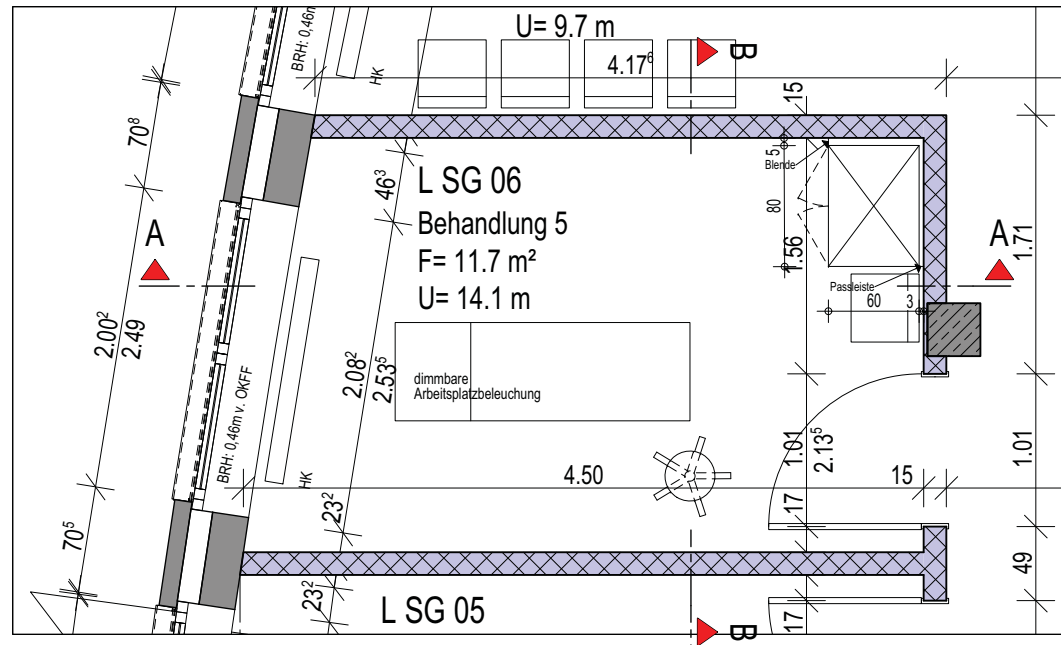 U= 9.7 m
BRH: 0,46m
HK
4.17⁶
B
15
70⁸
46³
L SG 06
Behandlung 5
F= 11.7 m²
U= 14.1 m
5
Blende
80
1.56
A
A
1.71
Passleiste
60
3
2.00²
2.49
2.08²
2.53⁵
dimmbare
Arbeitsplatzbeleuchung
BRH: 0,46m v. OKFF
HK
4.50
1.01
2.13⁵
15
1.01
17
23²
70⁵
49
23²
L SG 05
17
B